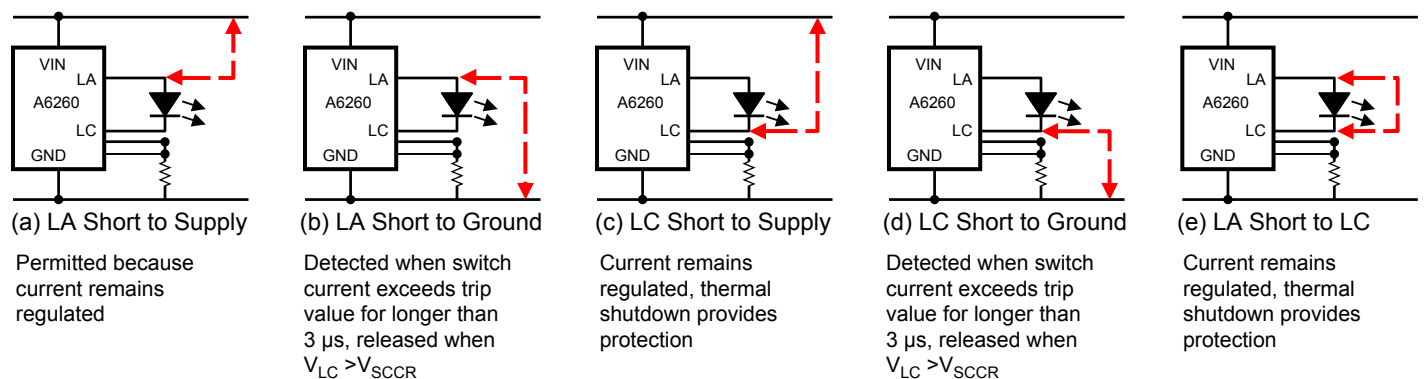 VIN
LA
A6260
LC
GND
(a) LA Short to Supply
Permitted because
current remains
regulated
VIN
LA
A6260
LC
GND
(b) LA Short to Ground
Detected when switch
current exceeds trip
value for longer than
3 µs, released when
V_LC >V_SCCR
VIN
LA
A6260
LC
GND
(c) LC Short to Supply
Current remains
regulated, thermal
shutdown provides
protection
VIN
LA
A6260
LC
GND
(d) LC Short to Ground
Detected when switch
current exceeds trip
value for longer than
3 µs, released when
V_LC >V_SCCR
VIN
LA
A6260
LC
GND
(e) LA Short to LC
Current remains
regulated, thermal
shutdown provides
protection